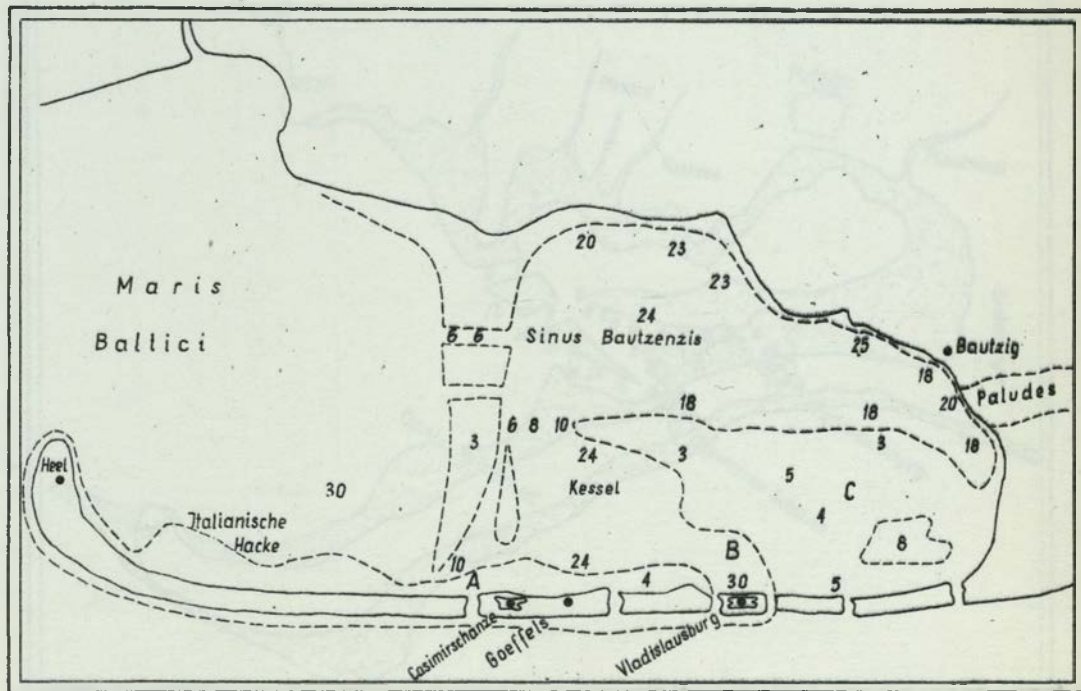 Maris
Baltici
20
23
23
24
6 6
Sinus Bautzenzis
25
Bautzig
18
20
Paludes
18
18
6 8 10
3
3
18
24
3
5
Heel
30
Kessel
C
4
Italianische
Hacke
8
B
10
24
A
4
30
5
Casimirschanze
Goeffels
Vladislausburg